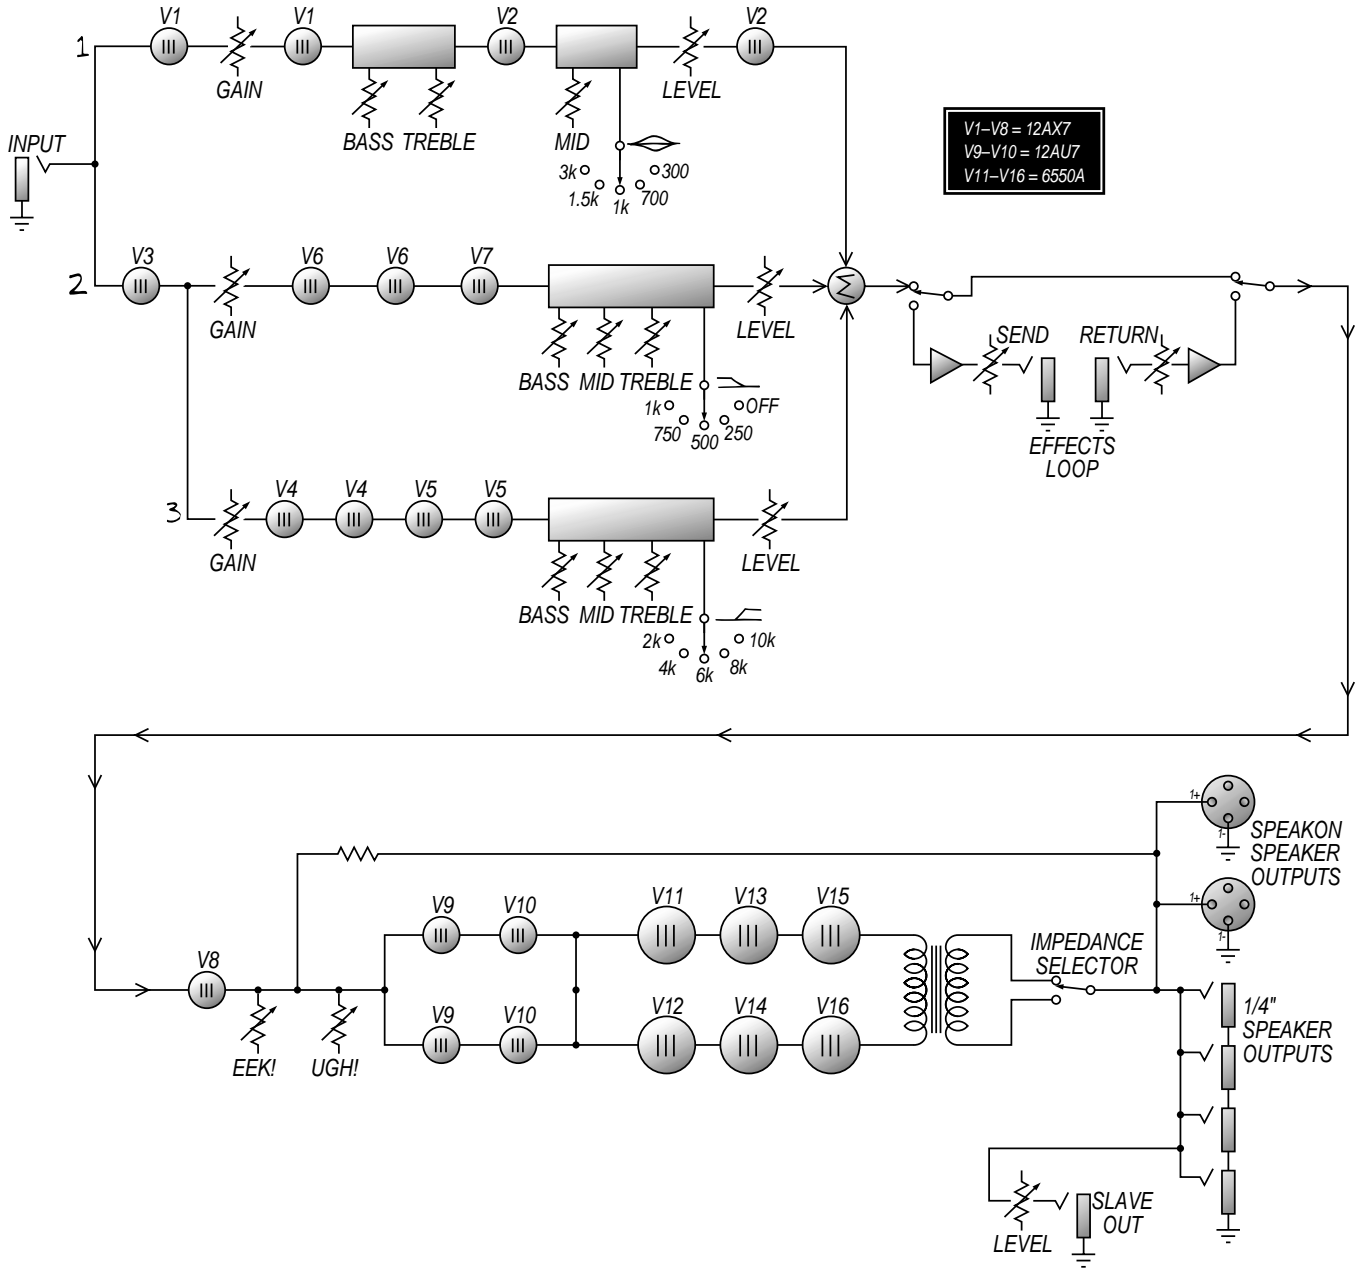 V1 V1 V2 V2
1
GAIN LEVEL
BASS TREBLE MID
INPUT
3k 300
1.5k 700
1k
V1–V8 = 12AX7
V9–V10 = 12AU7
V11–V16 = 6550A
V3 V6 V6 V7
2
Σ
GAIN LEVEL
SEND RETURN
BASS MID TREBLE
1k OFF
750 250
500
EFFECTS
LOOP
V4 V4 V5 V5
3
GAIN LEVEL
BASS MID TREBLE
2k 10k
4k 8k
6k
1+
1-
SPEAKON
SPEAKER
OUTPUTS
1+
1-
V9 V10 V11 V13 V15
IMPEDANCE
SELECTOR
V8
V9 V10 V12 V14 V16
EEK! UGH!
1/4"
SPEAKER
OUTPUTS
SLAVE
OUT
LEVEL